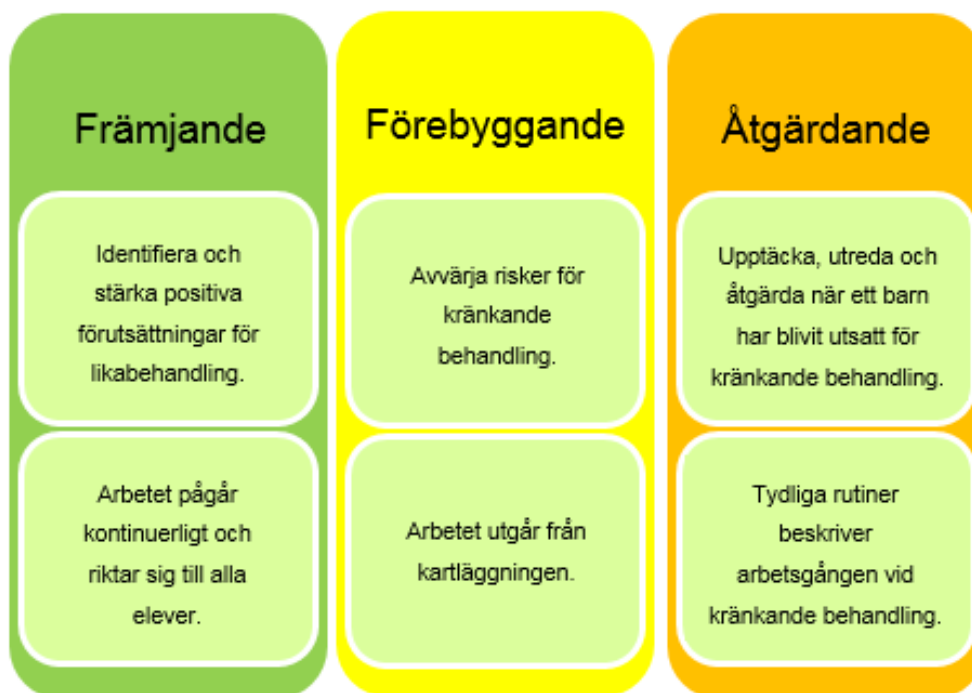 Främjande
Identifiera och
stärka positiva
förutsättningar för
likabehandling.
Arbetet pågår
kontinuerligt och
riktar sig till alla
elever.
Förebyggande
Avvärja risker för
kränkande
behandling.
Arbetet utgår från
kartläggningen.
Åtgärdande
Upptäcka, utreda och
åtgärda när ett barn
har blivit utsatt för
kränkande behandling.
Tydliga rutiner
beskriver
arbetsgången vid
kränkande behandling.